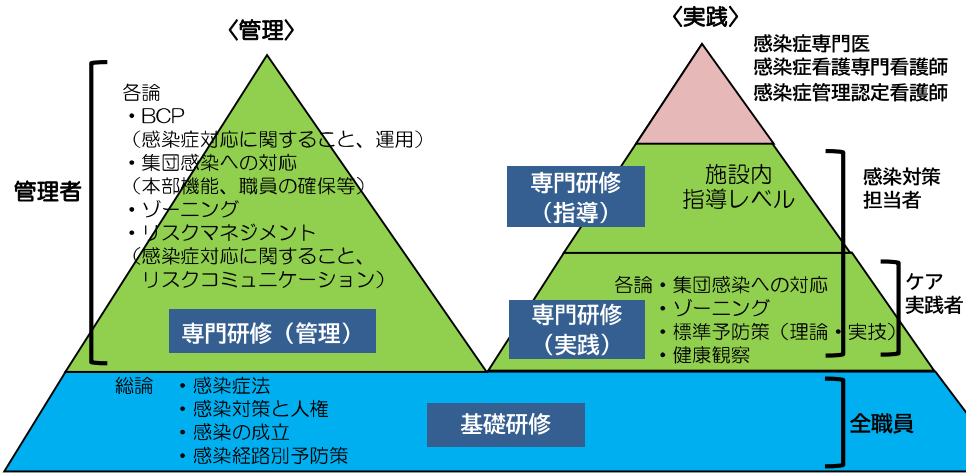 〈管理〉
各論
・BCP
（感染症対応に関すること、運用）
・集団感染への対応
（本部機能、職員の確保等）
・ゾーニング
・リスクマネジメント
（感染症対応に関すること、
リスクコミュニケーション）
管理者
専門研修（管理）
〈実践〉
感染症専門医
感染症看護専門看護師
感染症管理認定看護師
専門研修
（指導）
施設内
指導レベル
感染対策
担当者
専門研修
（実践）
各論・集団感染への対応
・ゾーニング
・標準予防策（理論・実技）
・健康観察
ケア
実践者
総論 ・感染症法
・感染対策と人権
・感染の成立
・感染経路別予防策
基礎研修
全職員